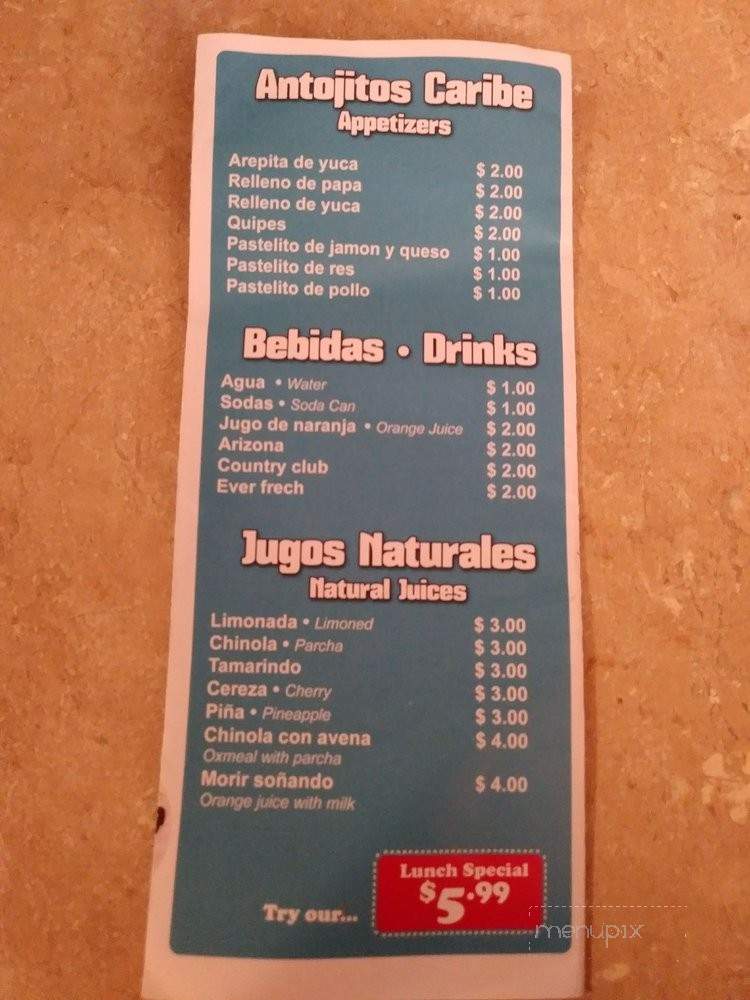 Antojitos Caribe
Appetizers
Arepita de yuca $ 2.00
Relleno de papa $ 2.00
Relleno de yuca $ 2.00
Quipes $ 2.00
Pastelito de jamon y queso $ 1.00
Pastelito de res $ 1.00
Pastelito de pollo $ 1.00
Bebidas • Drinks
Agua • Water $ 1.00
Sodas • Soda Can $ 1.00
Jugo de naranja • Orange Juice $ 2.00
Arizona $ 2.00
Country club $ 2.00
Ever frech $ 2.00
Jugos Naturales
Natural Juices
Limonada • Limoned $ 3.00
Chinola • Parcha $ 3.00
Tamarindo $ 3.00
Cereza • Cherry $ 3.00
Piña • Pineapple $ 3.00
Chinola con avena $ 4.00
Oxmeal with parcha
Morir soñando $ 4.00
Orange juice with milk
Try our...
Lunch Special
$5.99
menupix